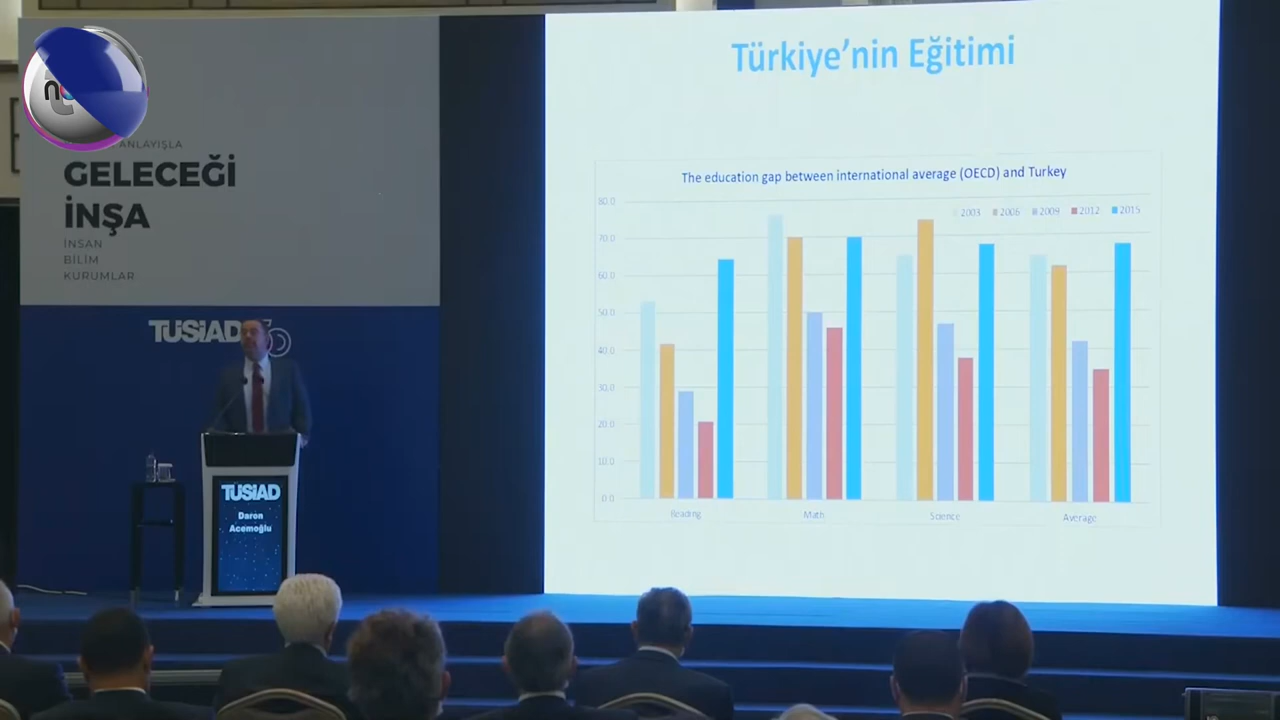 ANLAYIŞLA
GELECEĞİ
İNŞA
İNSAN
BİLİM
KURUMLAR
TÜSİAD
TÜSİAD
Daron
Acemoğlu
Türkiye’nin Eğitimi
The education gap between international average (OECD) and Turkey
2003 2006 2009 2012 2015
80.0
70.0
60.0
50.0
40.0
30.0
20.0
10.0
0.0
Reading Math Science Average